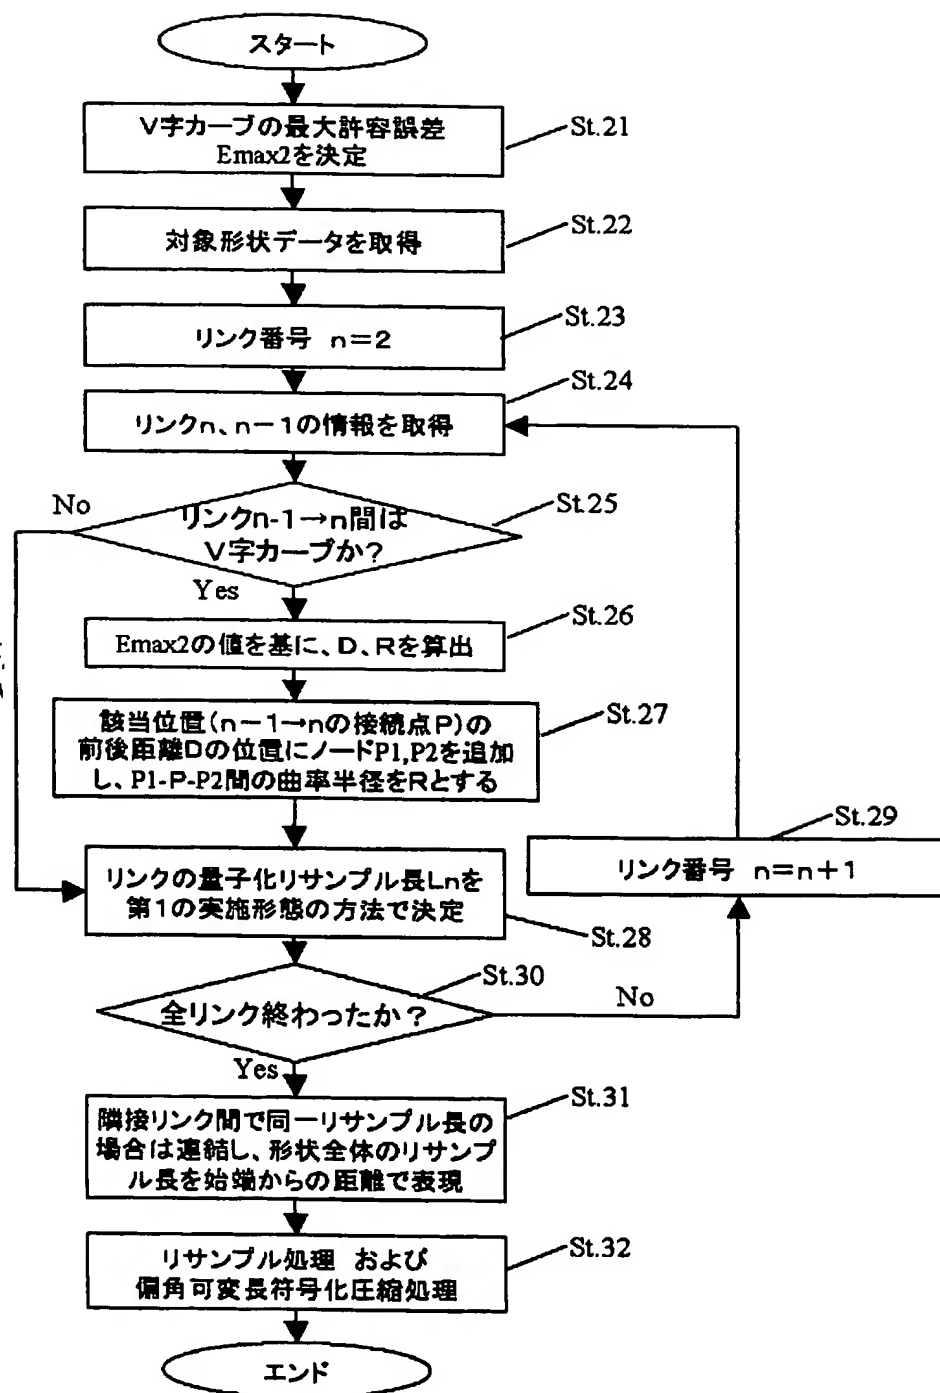 スタート
V字カーブの最大許容誤差
Emax2を決定
St.21
対象形状データを取得
St.22
リンク番号 n=2
St.23
St.24
リンクn、n-1の情報を取得
No
リンクn-1→n間は
V字カーブか?
St.25
Yes
Emax2の値を基に、D、Rを算出
St.26
該当位置(n-1→nの接続点P)の
前後距離Dの位置にノードP1,P2を追加
し、P1-P-P2間の曲率半径をRとする
St.27
St.29
リンク番号 n=n+1
リンクの量子化リサンプル長Lnを
第1の実施形態の方法で決定
St.28
St.30
全リンク終わったか?
No
Yes
隣接リンク間で同一リサンプル長の
場合は連結し、形状全体のリサンプ
ル長を始端からの距離で表現
St.31
リサンプル処理 および
偏角可変長符号化圧縮処理
St.32
エンド